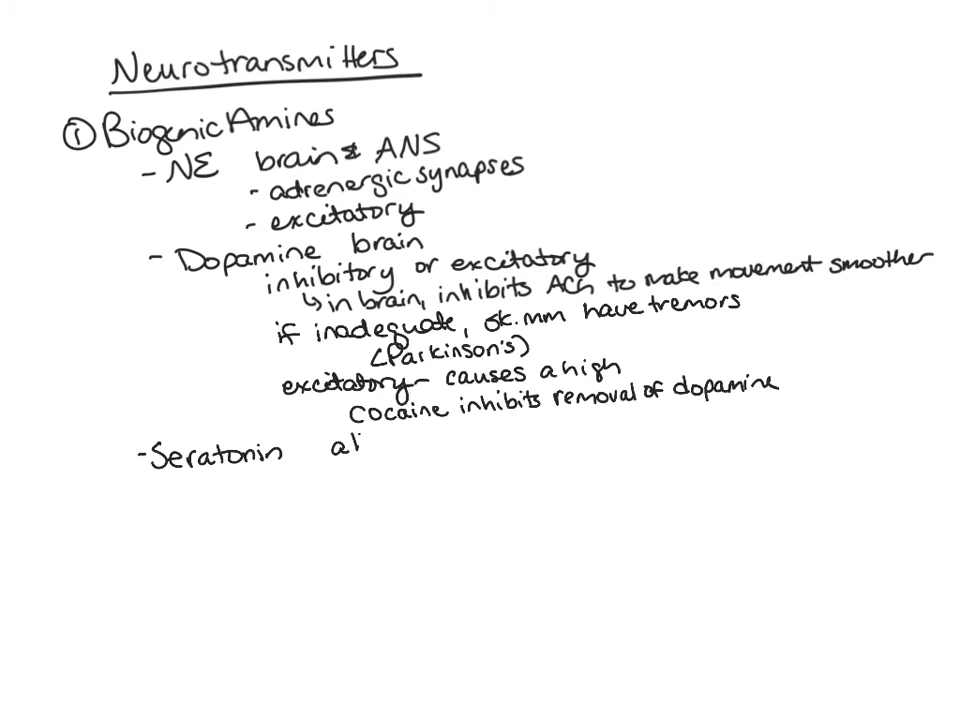 Neurotransmitters
① Biogenic Amines
- NE brain & ANS
- adrenergic synapses
- excitatory
- Dopamine brain
inhibitory or excitatory
↳ in brain, inhibits ACh to make movement smoother
if inadequate, sk. mm have tremors
(Parkinson's)
excitatory - causes a high
cocaine inhibits removal of dopamine
- Seratonin al